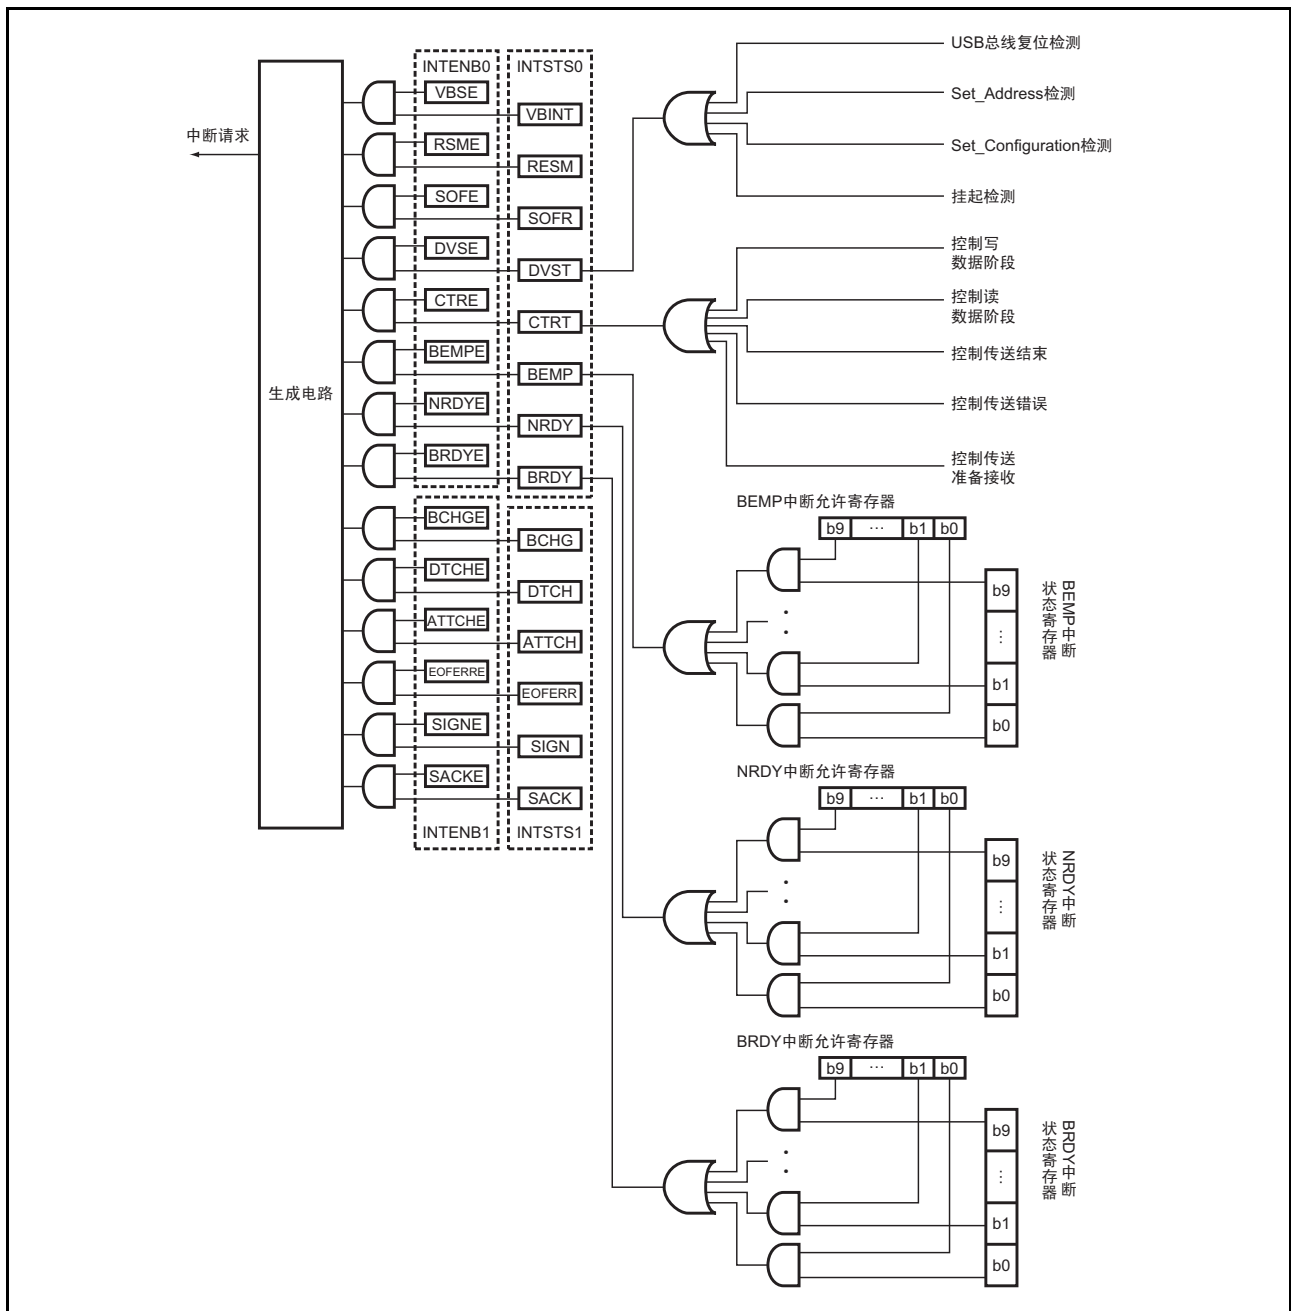 INTENB0
INTSTS0
VBSE
VBINT
RSME
RESM
SOFE
SOFR
DVSE
DVST
CTRE
CTRT
BEMPE
BEMP
NRDYE
NRDY
BRDYE
BRDY
BCHGE
BCHG
DTCHE
DTCH
ATTCHE
ATTCH
EOFERRE
EOFERR
SIGNE
SIGN
SACKE
SACK
INTENB1
INTSTS1
中断请求
生成电路
USB总线复位检测
Set_Address检测
Set_Configuration检测
挂起检测
控制写
数据阶段
控制读
数据阶段
控制传送结束
控制传送错误
控制传送
准备接收
BEMP中断允许寄存器
b9 … b1 b0
b9
…
b1
b0
BEMP中断
状态寄存器
NRDY中断允许寄存器
b9 … b1 b0
b9
…
b1
b0
NRDY中断
状态寄存器
BRDY中断允许寄存器
b9 … b1 b0
b9
…
b1
b0
BRDY中断
状态寄存器